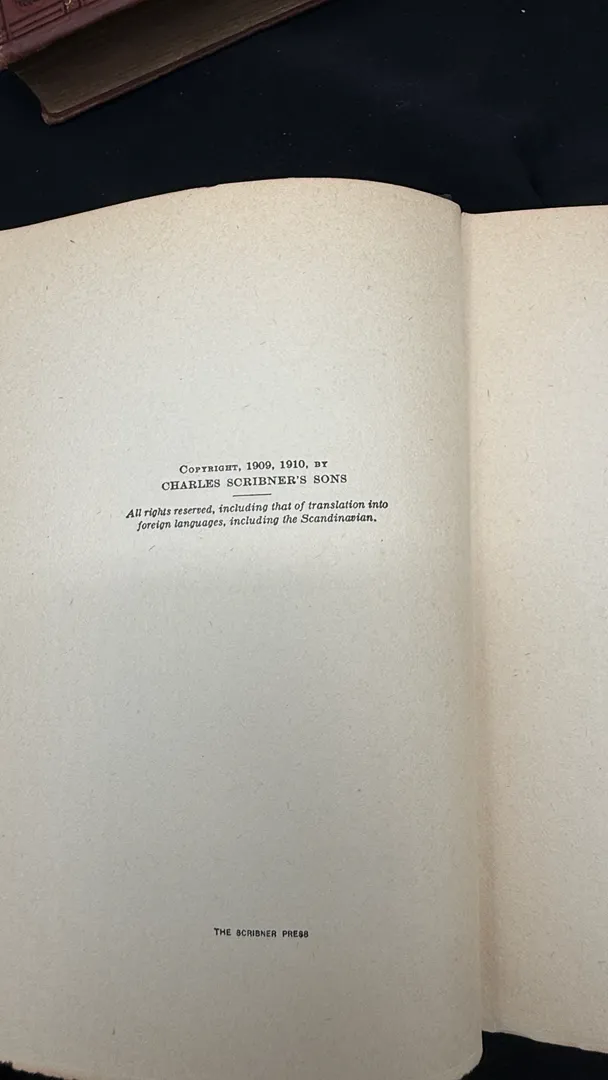 COPYRIGHT, 1909, 1910, BY
CHARLES SCRIBNER'S SONS
All rights reserved, including that of translation into
foreign languages, including the Scandinavian.
THE SCRIBNER PRESS